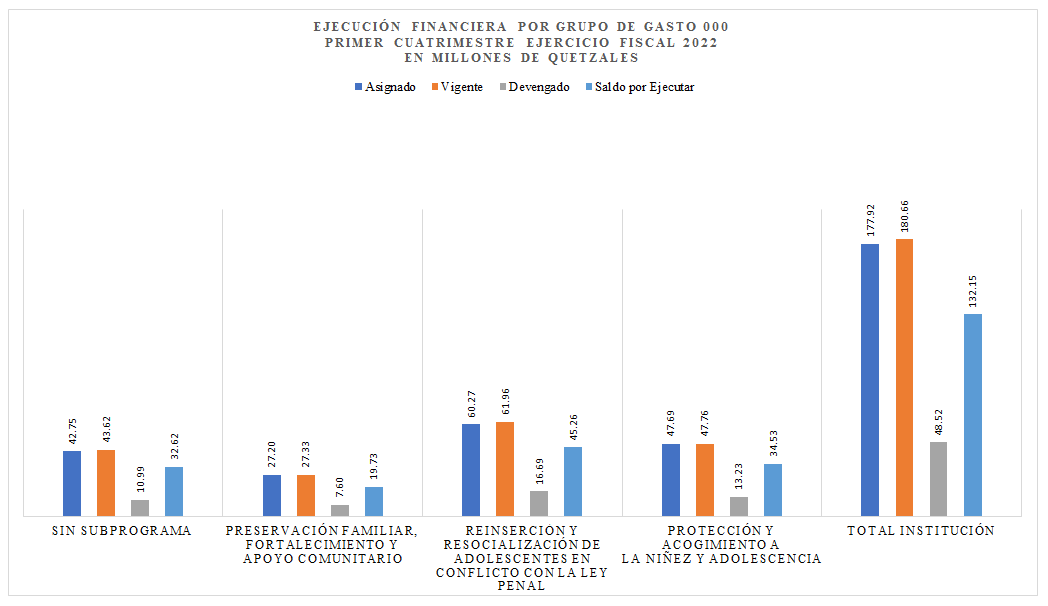 EJECUCIÓN FINANCIERA POR GRUPO DE GASTO 000
PRIMER CUATRIMESTRE EJERCICIO FISCAL 2022
EN MILLONES DE QUETZALES
Asignado Vigente Devengado Saldo por Ejecutar
42.75 43.62 10.99 32.62
27.20 27.33 7.60 19.73
60.27 61.96 16.69 45.26
47.69 47.76 13.23 34.53
177.92 180.66 48.52 132.15
SIN SUBPROGRAMA
PRESERVACIÓN FAMILIAR,
FORTALECIMIENTO Y
APOYO COMUNITARIO
REINSERCIÓN Y
RESOCIALIZACIÓN DE
ADOLESCENTES EN
CONFLICTO CON LA LEY
PENAL
PROTECCIÓN Y
ACOGIMIENTO A
LA NIÑEZ Y ADOLESCENCIA
TOTAL INSTITUCIÓN